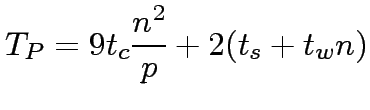 T_P = 9t_c \frac{n^2}{p} + 2(t_s + t_w n)